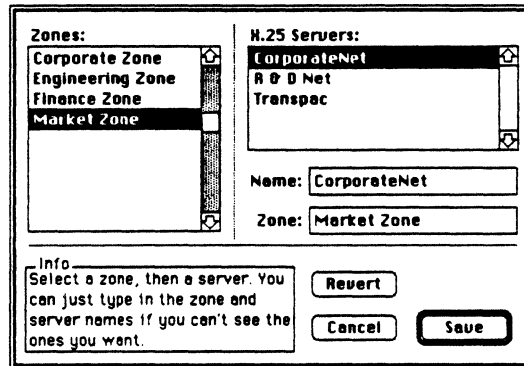 Zones:
Corporate Zone
Engineering Zone
Finance Zone
Market Zone
X.25 Servers:
CorporateNet
R & D Net
Transpac
Name: CorporateNet
Zone: Market Zone
Info
Select a zone, then a server. You
can just type in the zone and
server names if you can't see the
ones you want.
Revert
Cancel
Save